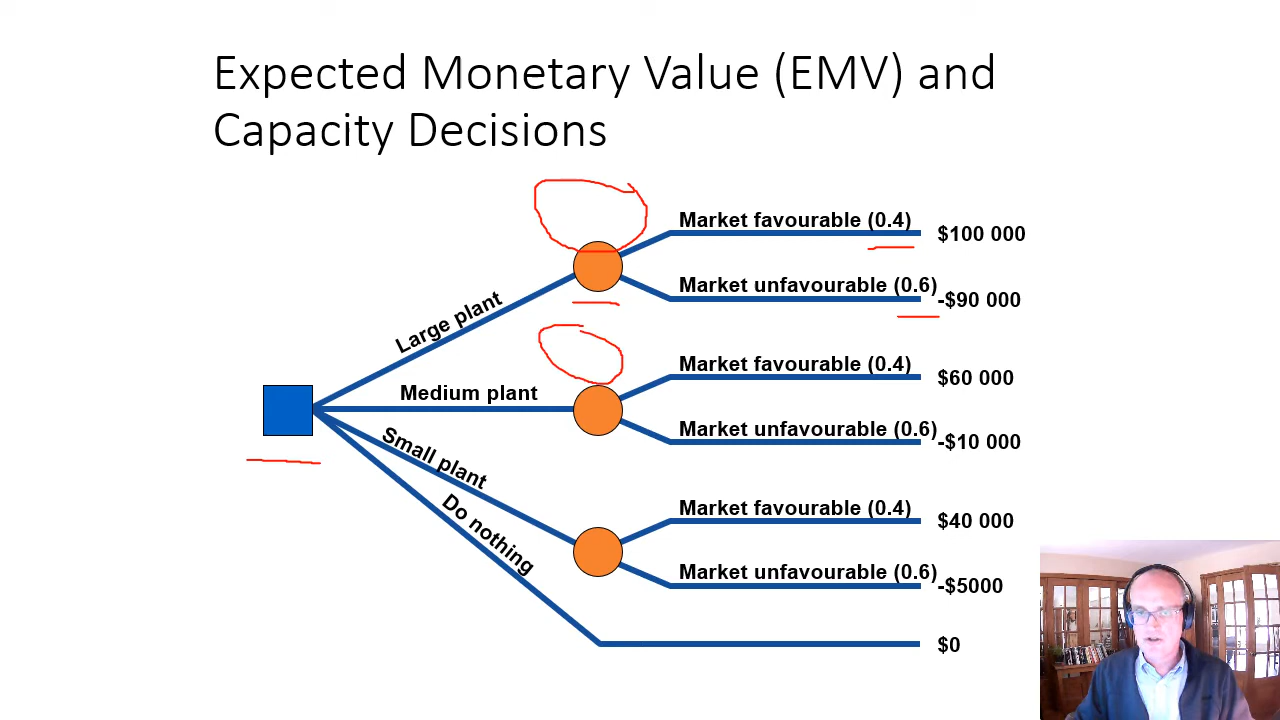 Expected Monetary Value (EMV) and
Capacity Decisions
Market favourable (0.4)
$100 000
Market unfavourable (0.6)
-$90 000
Large plant
Market favourable (0.4)
$60 000
Medium plant
Market unfavourable (0.6)
-$10 000
Small plant
Do nothing
Market favourable (0.4)
$40 000
Market unfavourable (0.6)
-$5000
$0